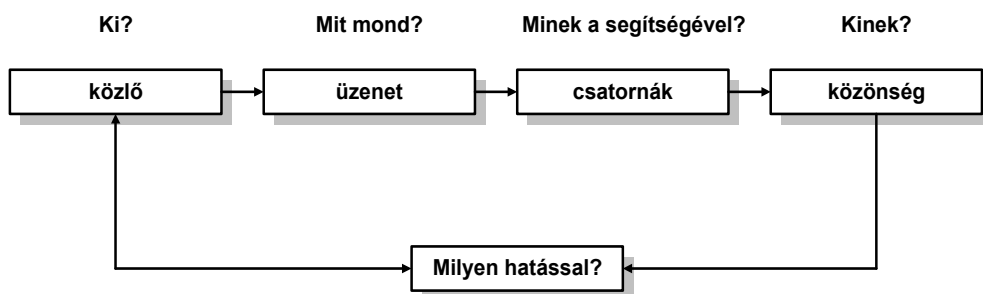 Ki? Mit mond? Minek a segítségével? Kinek?
közlő üzenet csatornák közönség
Milyen hatással?